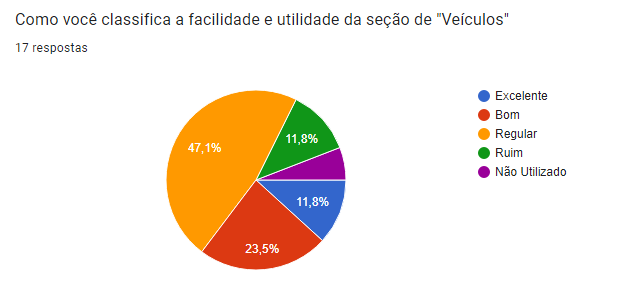 Como você classifica a facilidade e utilidade da seção de "Veículos"
17 respostas
Excelente
Bom
Regular
Ruim
Não Utilizado
47,1%
11,8%
11,8%
23,5%